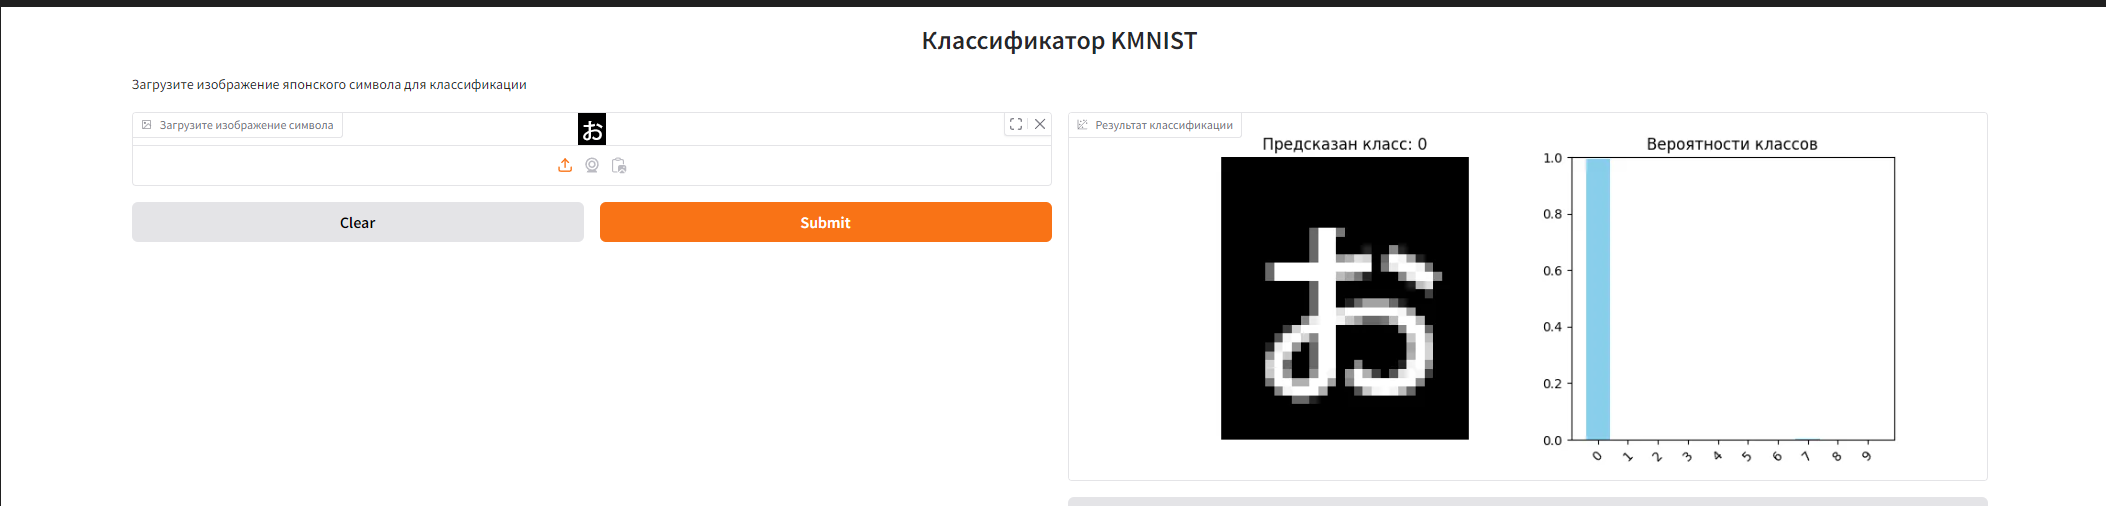 Классификатор KMNIST
Загрузите изображение японского символа для классификации
Загрузите изображение символа
お
Clear
Submit
Результат классификации
Предсказан класс: 0
お
Вероятности классов
1.0
0.8
0.6
0.4
0.2
0.0
0 1 2 3 4 5 6 7 8 9